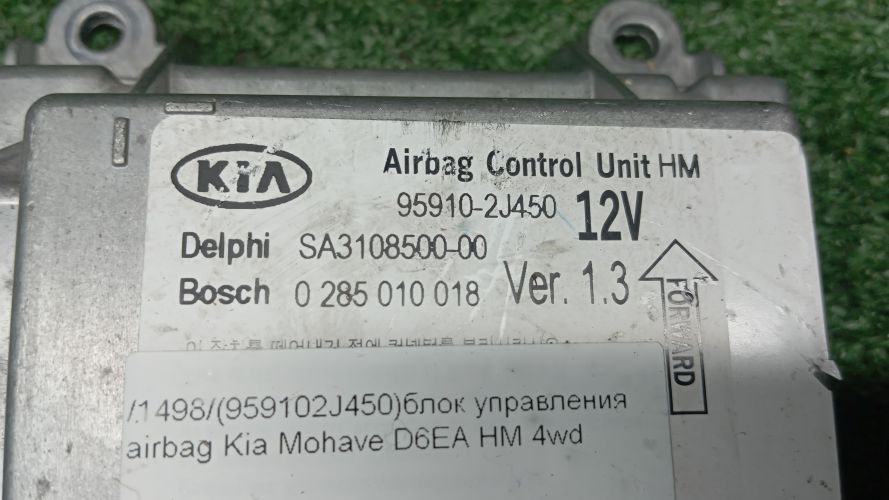 KIA
Airbag Control Unit HM
95910-2J450 12V
Delphi SA3108500-00
Bosch 0 285 010 018 Ver. 1.3
FORWARD
/1498/(959102J450)блок управления
airbag Kia Mohave D6EA HM 4wd